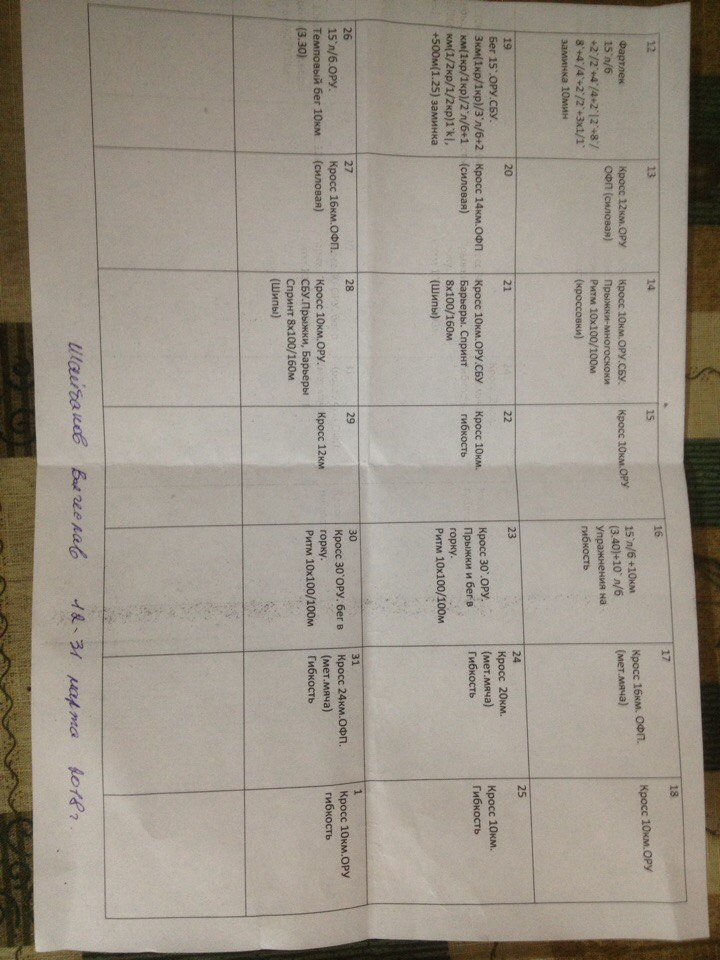 12
Фартлек
15`л/б
+2`/2`+4`/4+2`|2`+8`/
8`+4`/4`+2`/2`+3х1/1`
заминка 10мин
13
Кросс 12км.ОРУ
ОФП (силовая)
14
Кросс 10км.ОРУ.СБУ.
Прыжки-многоскоки
Ритм 10х100/100м
(кроссовки)
15
Кросс 10км.ОРУ
16
15`л/б +10км
(3.40)+10` л/б
Упражнения на
гибкость
17
Кросс 16км. ОФП.
(мет.мяча)
18
Кросс 10км.ОРУ
19
Бег 15`.ОРУ.СБУ.
3км(1кр/1кр)/3`л/б+2
км(1кр/1кр)/2`л/б+1
км(1/2кр/1/2кр)1`k|,
+500м(1.25) заминка
20
Кросс 14км.ОФП
(силовая)
21
Кросс 10км.ОРУ.СБУ
Барьеры. Спринт
8х100/160м
(Шипы)
22
Кросс 10км.
гибкость
23
Кросс 30`.ОРУ.
Прыжки и бег в
горку.
Ритм 10х100/100м
24
Кросс 20км.
(мет.мяча)
Гибкость
25
Кросс 10км.
Гибкость
26
15`л/б.ОРУ.
Темповый бег 10км
(3.30)
27
Кросс 16км.ОФП.
(силовая)
28
Кросс 10км.ОРУ.
СБУ.Прыжки, Барьеры
Спринт 8х100/160м
(Шипы)
29
Кросс 12км
30
Кросс 30`ОРУ. бег в
горку.
Ритм 10х100/100м
31
Кросс 24км.ОФП.
(мет.мяча)
Гибкость
1
Кросс 10км.ОРУ
гибкость
Шайбаков Вячеслав 12-31 марта 2018г.